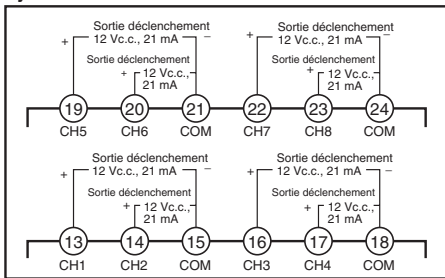 Sortie déclenchement Sortie déclenchement
+ 12 Vc.c., 21 mA – + 12 Vc.c., 21 mA –
Sortie déclenchement Sortie déclenchement
+ 12 Vc.c., – + 12 Vc.c., –
21 mA 21 mA
19 20 21 22 23 24
CH5 CH6 COM CH7 CH8 COM
Sortie déclenchement Sortie déclenchement
+ 12 Vc.c., 21 mA – + 12 Vc.c., 21 mA –
Sortie déclenchement Sortie déclenchement
+ 12 Vc.c., – + 12 Vc.c., –
21 mA 21 mA
13 14 15 16 17 18
CH1 CH2 COM CH3 CH4 COM